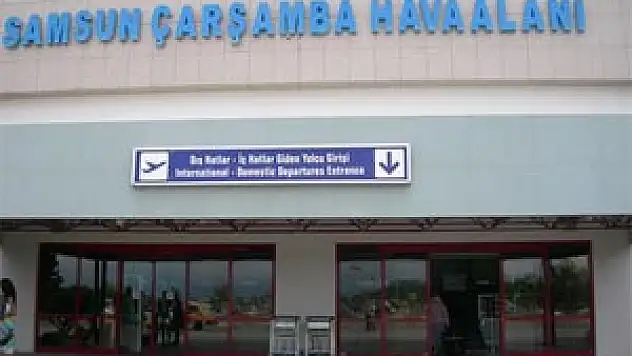 SAMSUN ÇARŞAMBA HAVAALANI
Dış Hatlar - İç Hatlar Giden Yolcu Girişi
International - Domestic Departures Entrance